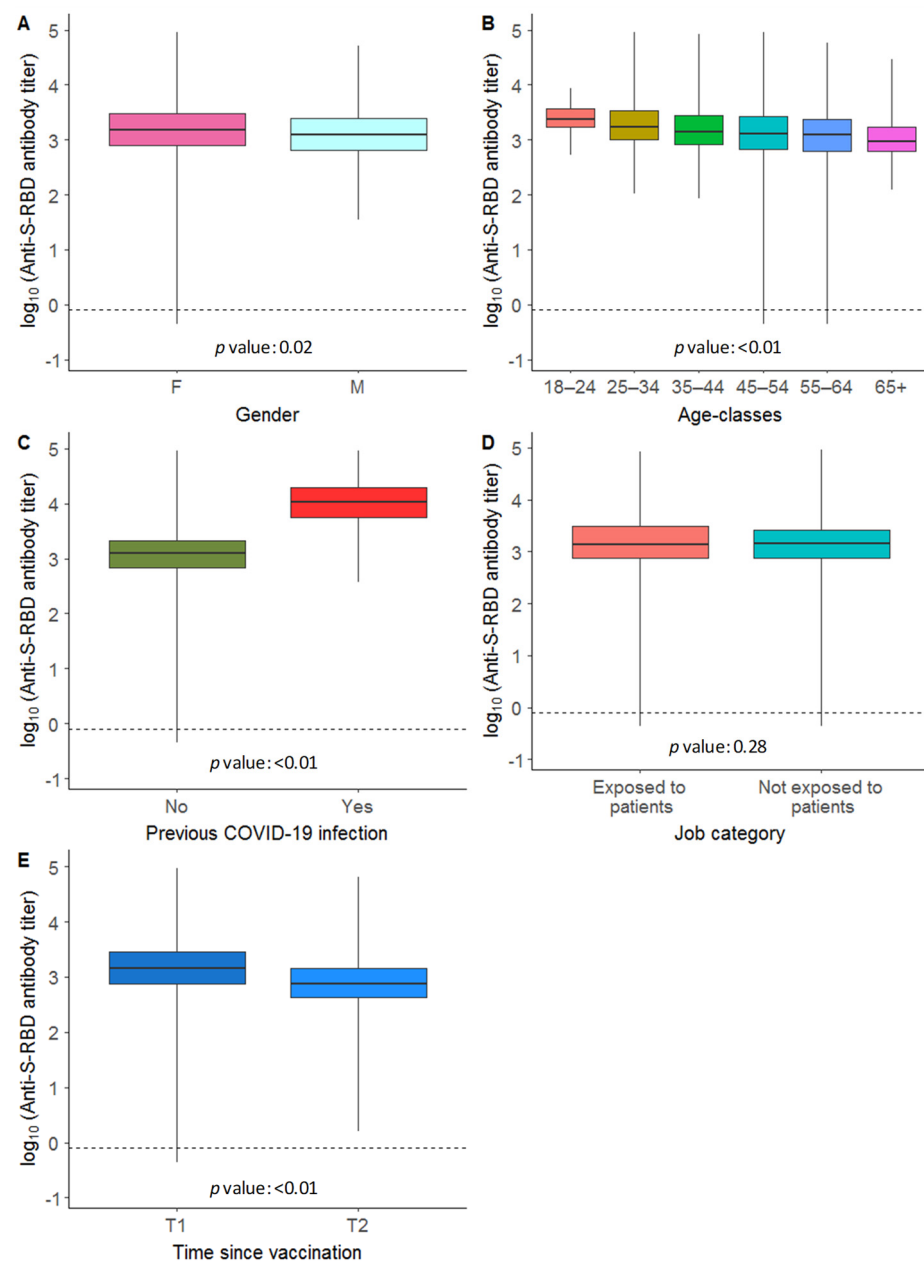 A
log10 (Anti-S-RBD antibody titer)
5
4
3
2
1
0
-1
p value: 0.02
F M
Gender
B
log10 (Anti-S-RBD antibody titer)
5
4
3
2
1
0
-1
p value: <0.01
18–24 25–34 35–44 45–54 55–64 65+
Age-classes
C
log10 (Anti-S-RBD antibody titer)
5
4
3
2
1
0
-1
p value: <0.01
No Yes
Previous COVID-19 infection
D
log10 (Anti-S-RBD antibody titer)
5
4
3
2
1
0
-1
p value: 0.28
Exposed to patients
Not exposed to patients
Job category
E
log10 (Anti-S-RBD antibody titer)
5
4
3
2
1
0
-1
p value: <0.01
T1 T2
Time since vaccination